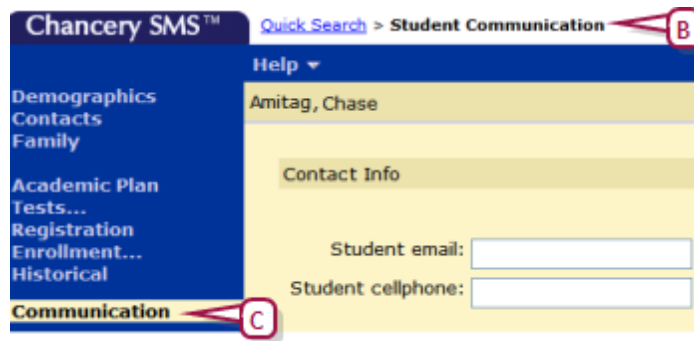 Chancery SMS™
Quick Search > Student Communication
B
Help
Demographics
Contacts
Family
Academic Plan
Tests...
Registration
Enrollment...
Historical
Communication
C
Amitag, Chase
Contact Info
Student email:
Student cellphone: